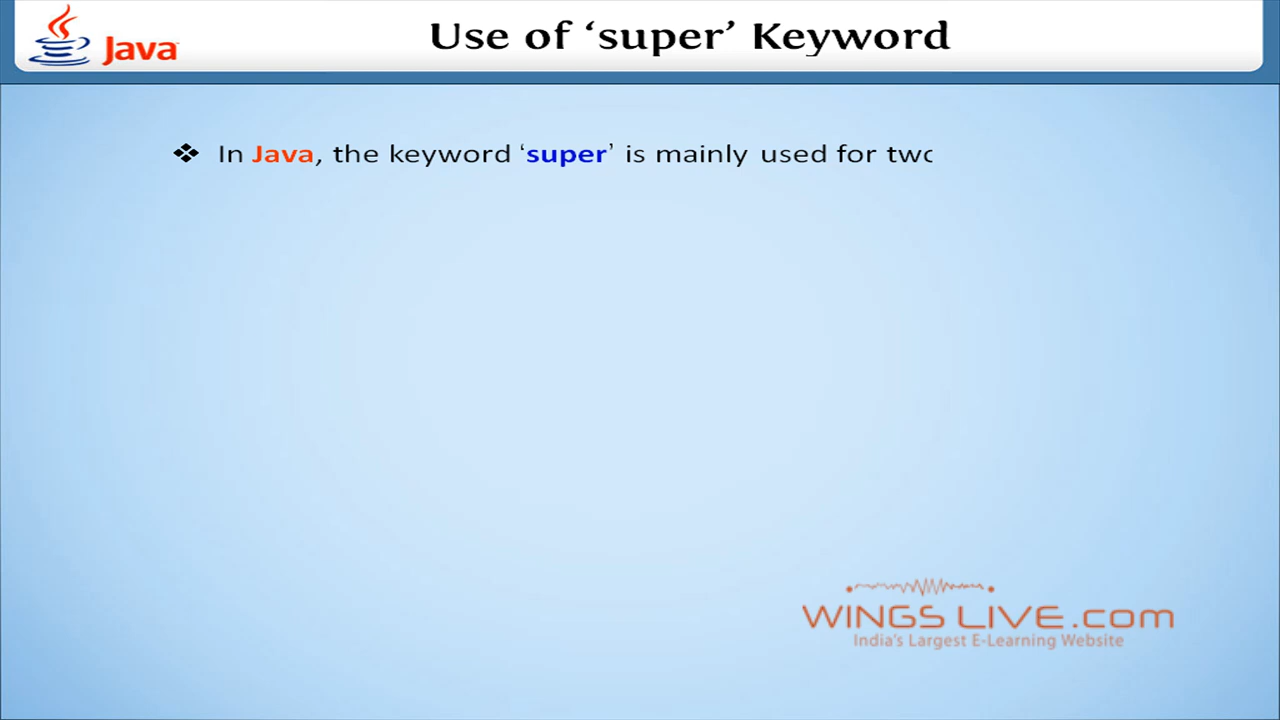 Java
Use of ‘super’ Keyword
❖ In Java, the keyword ‘super’ is mainly used for two
WINGS LIVE.com
India's Largest E-Learning Website